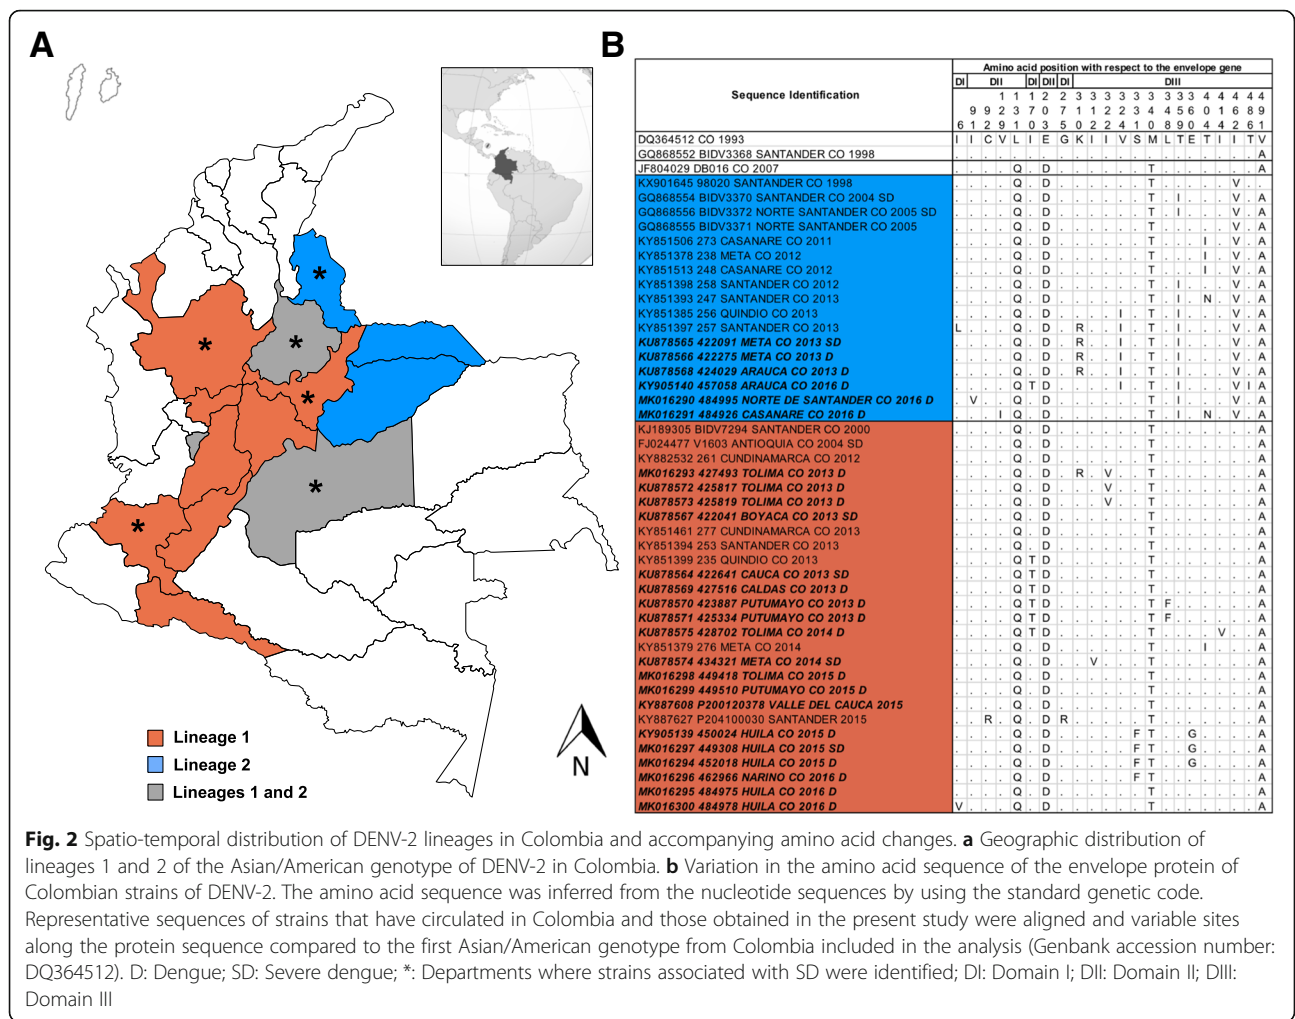 A
B
Lineage 1
Lineage 2
Lineages 1 and 2
N
* * * * * *
Sequence Identification
Amino acid position with respect to the envelope gene
DI DII DI DII DI DIII
DQ364512 CO 1993 I I C V L I E G K I I V S M L T E T I I T V
GQ868552 BIDV3368 SANTANDER CO 1998 . . . . . . . . . . . . . . . . . . . . . A
JF804029 DB016 CO 2007 . . . . Q . D . . . . . . T . . . . . . . A
KX901645 98020 SANTANDER CO 1998 . . . . Q . D . . . . . . T . . . . . V . .
GQ868554 BIDV3370 SANTANDER CO 2004 SD . . . . Q . D . . . . . . T . I . . . V . A
GQ868556 BIDV3372 NORTE SANTANDER CO 2005 SD . . . . Q . D . . . . . . T . I . . . V . A
GQ868555 BIDV3371 NORTE SANTANDER CO 2005 . . . . Q . D . . . . . . T . . . . . V . A
KY851506 273 CASANARE CO 2011 . . . . Q . D . . . . . . T . . . I . V . A
KY851378 238 META CO 2012 . . . . Q . D . . . . . . T . . . I . V . A
KY851513 248 CASANARE CO 2012 . . . . Q . D . . . . . . T . . . I . V . A
KY851398 258 SANTANDER CO 2012 . . . . Q . D . . . . . . T . I . . . V . A
KY851393 247 SANTANDER CO 2013 . . . . Q . D . . . . . . T . I . N . V . A
KY851385 256 QUINDIO CO 2013 . . . . Q . D . . . . I . T . I . . . V . A
KY851397 257 SANTANDER CO 2013 L . . . Q . D . R . . I . T . I . . . V . A
KU878565 422091 META CO 2013 SD . . . . Q . D . R . . I . T . I . . . V . A
KU878566 422275 META CO 2013 D . . . . Q . D . R . . I . T . I . . . V . A
KU878568 424029 ARAUCA CO 2013 D . . . . Q . D . R . . I . T . I . . . V . A
KY905140 457058 ARAUCA CO 2016 D . . . . Q T D . . . . I . T . I . . . V I A
MK016290 484995 NORTE DE SANTANDER CO 2016 D . V . . Q . D . . . . . . T . I . . . V . A
MK016291 484926 CASANARE CO 2016 D . . . I Q . D . . . . . . T . I . N . V . A
KJ189305 BIDV7294 SANTANDER CO 2000 . . . . Q . D . . . . . . T . . . . . . . A
FJ024477 V1603 ANTIOQUIA CO 2004 SD . . . . Q . D . . . . . . T . . . . . . . A
KY882532 261 CUNDINAMARCA CO 2012 . . . . Q . D . . . . . . T . . . . . . . A
MK016293 427493 TOLIMA CO 2013 D . . . . Q . D . R . V . . T . . . . . . . A
KU878572 425817 TOLIMA CO 2013 D . . . . Q . D . . . V . . T . . . . . . . A
KU878573 425819 TOLIMA CO 2013 D . . . . Q . D . . . V . . T . . . . . . . A
KU878567 422041 BOYACA CO 2013 SD . . . . Q . D . . . . . . T . . . . . . . A
KY851461 277 CUNDINAMARCA CO 2013 . . . . Q . D . . . . . . T . . . . . . . A
KY851394 253 SANTANDER CO 2013 . . . . Q . D . . . . . . T . . . . . . . A
KY851399 235 QUINDIO CO 2013 . . . . Q T D . . . . . . T . . . . . . . A
KU878564 422641 CAUCA CO 2013 SD . . . . Q T D . . . . . . T . . . . . . . A
KU878569 427516 CALDAS CO 2013 D . . . . Q T D . . . . . . T . . . . . . . A
KU878570 423887 PUTUMAYO CO 2013 D . . . . Q T D . . . . . . T F . . . . . . A
KU878571 425334 PUTUMAYO CO 2013 D . . . . Q T D . . . . . . T F . . . . . . A
KU878575 428702 TOLIMA CO 2014 D . . . . Q T D . . . . . . T . . . . V . . A
KY851379 276 META CO 2014 . . . . Q . D . . . . . . T . . . I . . . A
KU878574 434321 META CO 2014 SD . . . . Q . D . . V . . . T . . . . . . . A
MK016298 449418 TOLIMA CO 2015 D . . . . Q . D . . . . . . T . . . . . . . A
MK016299 449510 PUTUMAYO CO 2015 D . . . . Q . D . . . . . . T . . . . . . . A
KY887608 P200120378 VALLE DEL CAUCA 2015 . . . . Q . D . . . . . . T . . . . . . . A
KY887627 P204100030 SANTANDER 2015 . . R . Q . D R . . . . . T . . . . . . . A
KY905139 450024 HUILA CO 2015 D . . . . Q . D . . . . . F T . . G . . . . A
MK016297 449308 HUILA CO 2015 SD . . . . Q . D . . . . . F T . . G . . . . A
MK016294 452018 HUILA CO 2015 D . . . . Q . D . . . . . F T . . G . . . . A
MK016296 462966 NARINO CO 2016 D . . . . Q . D . . . . . F T . . . . . . . A
MK016295 484975 HUILA CO 2016 D . . . . Q . D . . . . . . T . . . . . . . A
MK016300 484978 HUILA CO 2016 D V . . . Q . D . . . . . . T . . . . . . . A
Fig. 2 Spatio-temporal distribution of DENV-2 lineages in Colombia and accompanying amino acid changes. a Geographic distribution of
lineages 1 and 2 of the Asian/American genotype of DENV-2 in Colombia. b Variation in the amino acid sequence of the envelope protein of
Colombian strains of DENV-2. The amino acid sequence was inferred from the nucleotide sequences by using the standard genetic code.
Representative sequences of strains that have circulated in Colombia and those obtained in the present study were aligned and variable sites
along the protein sequence compared to the first Asian/American genotype from Colombia included in the analysis (Genbank accession number:
DQ364512). D: Dengue; SD: Severe dengue; *: Departments where strains associated with SD were identified; DI: Domain I; DII: Domain II; DIII:
Domain III